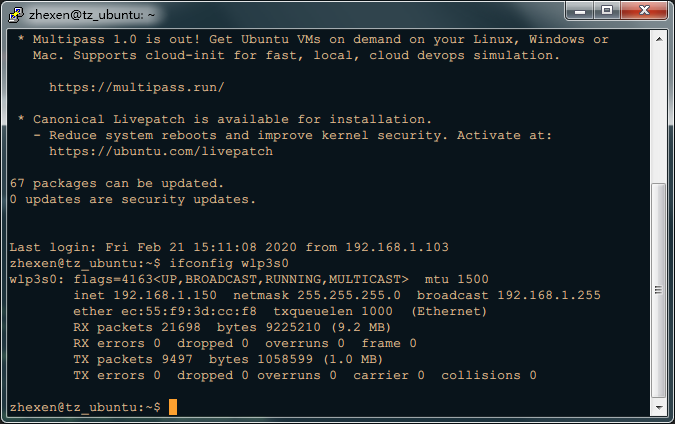 zhexen@tz_ubuntu: ~
* Multipass 1.0 is out! Get Ubuntu VMs on demand on your Linux, Windows or
Mac. Supports cloud-init for fast, local, cloud devops simulation.
https://multipass.run/
* Canonical Livepatch is available for installation.
- Reduce system reboots and improve kernel security. Activate at:
https://ubuntu.com/livepatch
67 packages can be updated.
0 updates are security updates.
Last login: Fri Feb 21 15:11:08 2020 from 192.168.1.103
zhexen@tz_ubuntu:~$ ifconfig wlp3s0
wlp3s0: flags=4163<UP,BROADCAST,RUNNING,MULTICAST>  mtu 1500
inet 192.168.1.150  netmask 255.255.255.0  broadcast 192.168.1.255
ether ec:55:f9:3d:cc:f8  txqueuelen 1000  (Ethernet)
RX packets 21698  bytes 9225210 (9.2 MB)
RX errors 0  dropped 0  overruns 0  frame 0
TX packets 9497  bytes 1058599 (1.0 MB)
TX errors 0  dropped 0 overruns 0  carrier 0  collisions 0
zhexen@tz_ubuntu:~$